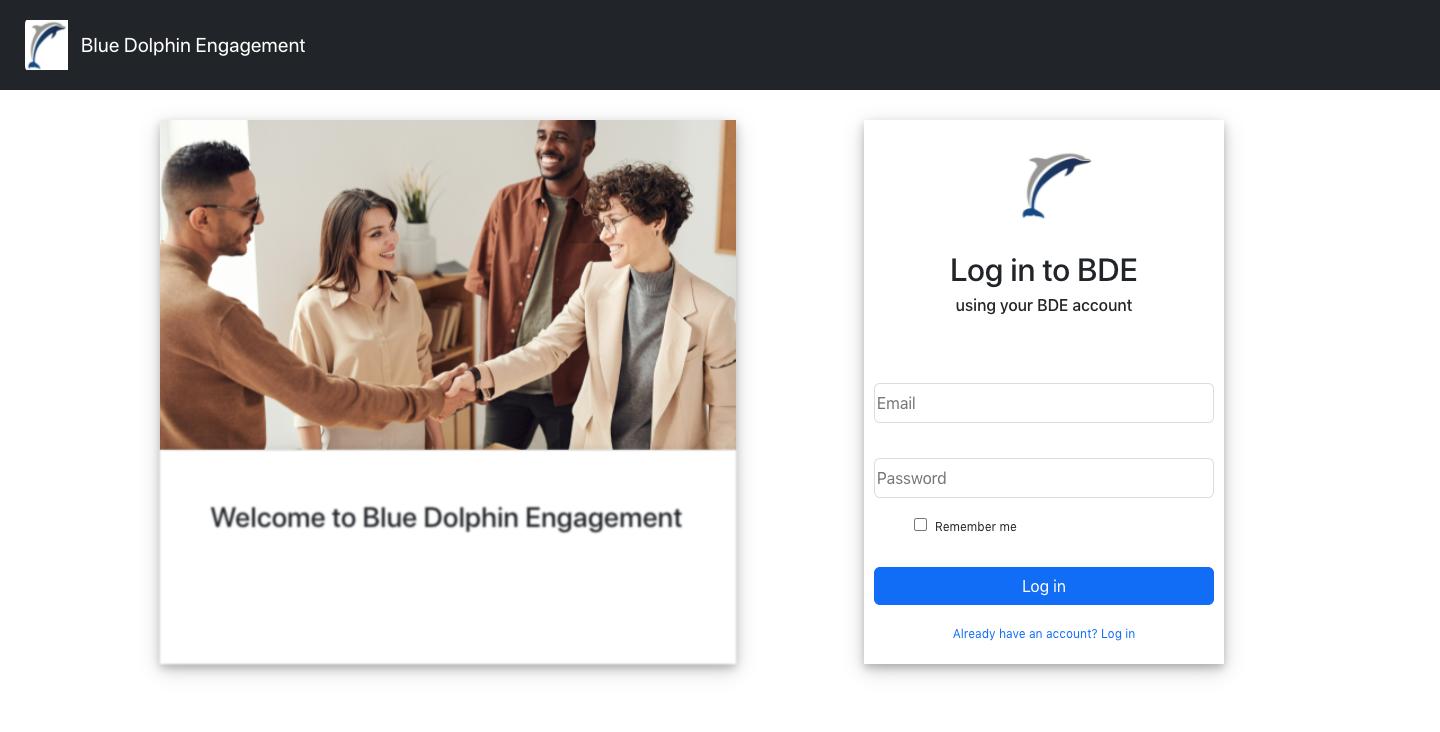 Blue Dolphin Engagement
Welcome to Blue Dolphin Engagement
Log in to BDE
using your BDE account
Email
Password
Remember me
Log in
Already have an account? Log in